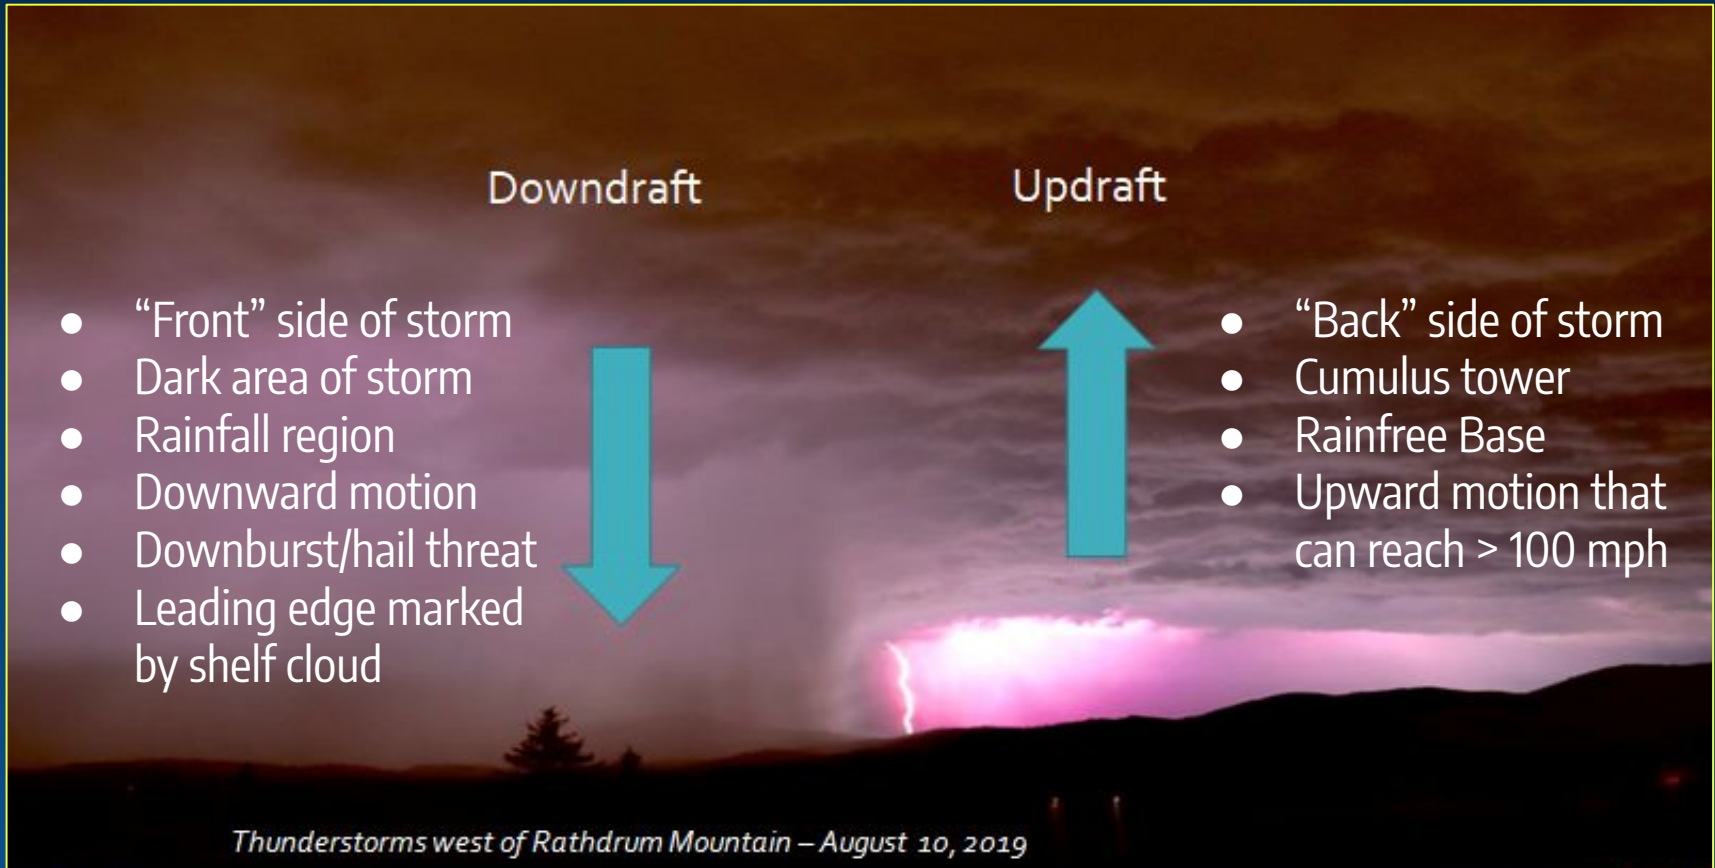 Downdraft
● “Front” side of storm
● Dark area of storm
● Rainfall region
● Downward motion
● Downburst/hail threat
● Leading edge marked
by shelf cloud
Updraft
● “Back” side of storm
● Cumulus tower
● Rainfree Base
● Upward motion that
can reach > 100 mph
Thunderstorms west of Rathdrum Mountain – August 10, 2019